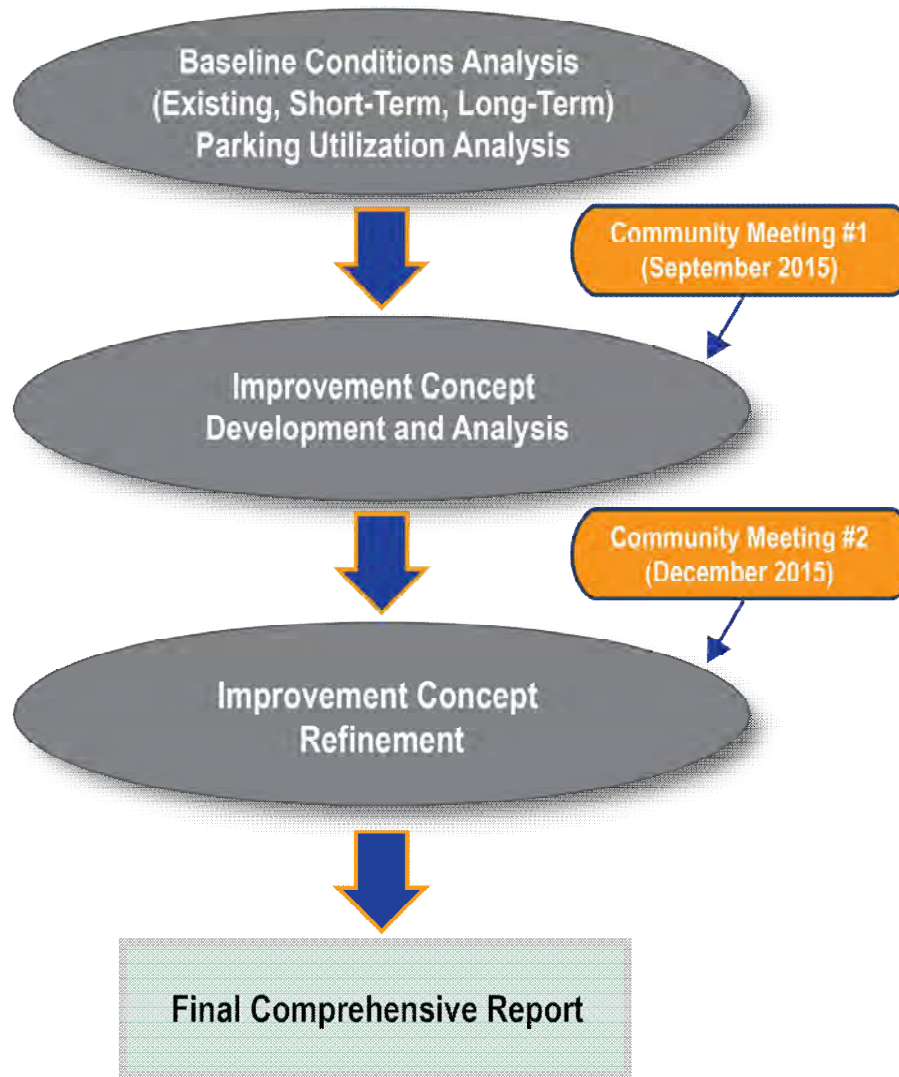 Baseline Conditions Analysis
(Existing, Short-Term, Long-Term)
Parking Utilization Analysis
Community Meeting #1
(September 2015)
Improvement Concept
Development and Analysis
Community Meeting #2
(December 2015)
Improvement Concept
Refinement
Final Comprehensive Report